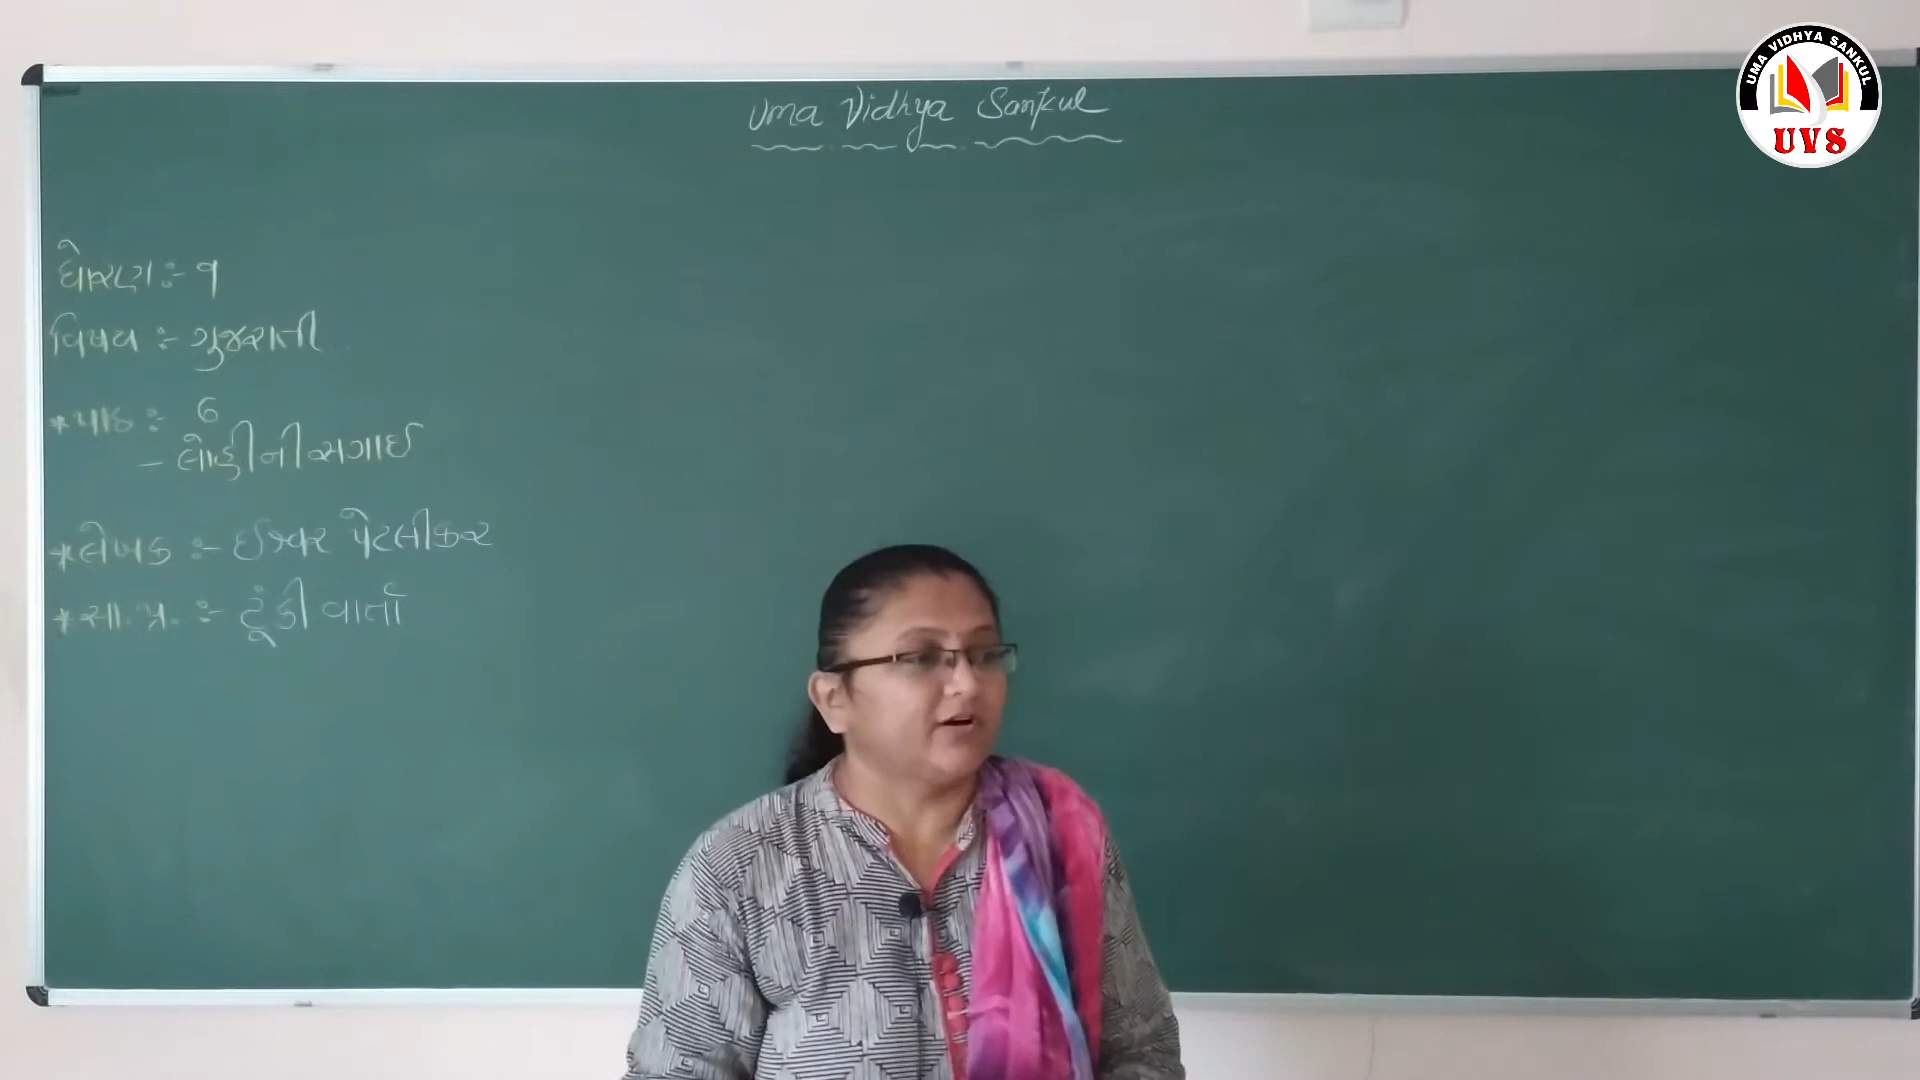 Uma Vidhya Sankul
UMA VIDHYA SANKUL
UVS
ધોરણ :- ૧
વિષય :- ગુજરાતી
*પાઠ :- 6
- લોહીની સગાઈ
*લેખક :- ઈશ્વર પેટલીકર
*સા. પ્ર. :- ટૂંકી વાર્તા